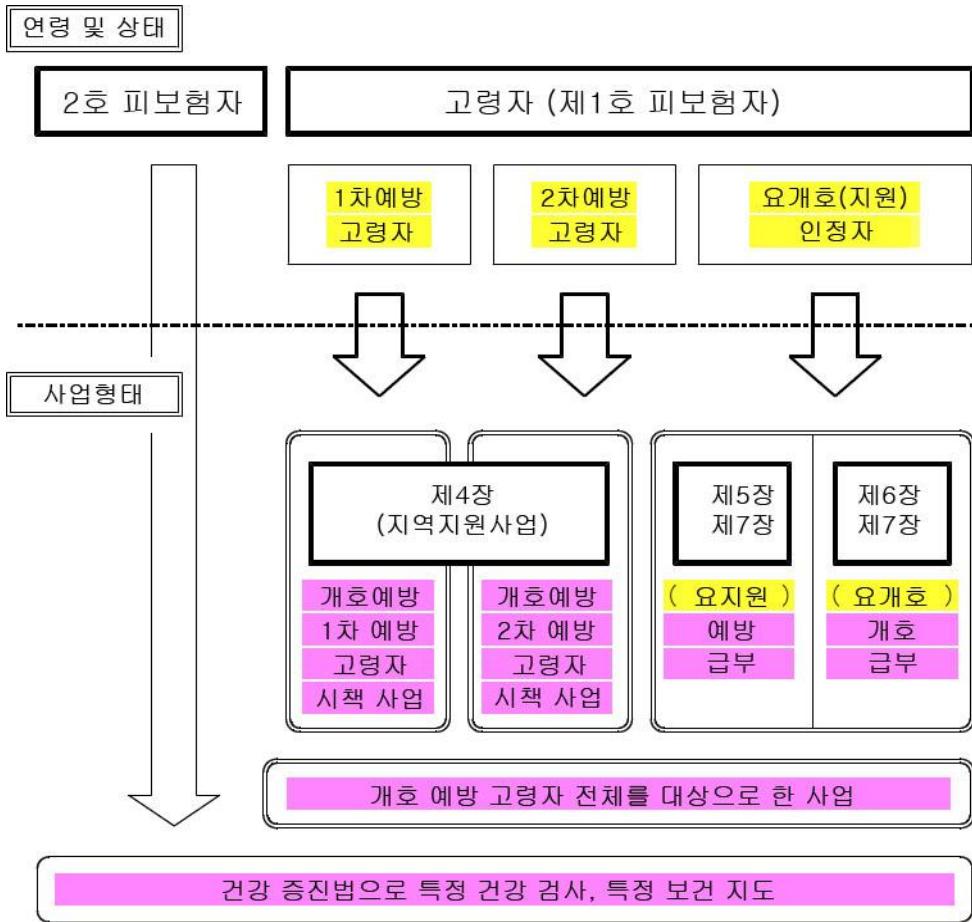 연령 및 상태
2호 피보험자
고령자 (제1호 피보험자)
1차예방
고령자
2차예방
고령자
요개호(지원)
인정자
사업형태
제4장
(지역지원사업)
제5장
제7장
제6장
제7장
개호예방
1차 예방
고령자
시책 사업
개호예방
2차 예방
고령자
시책 사업
( 요지원 )
예방
급부
( 요개호 )
개호
급부
개호 예방 고령자 전체를 대상으로 한 사업
건강 증진법으로 특정 건강 검사, 특정 보건 지도